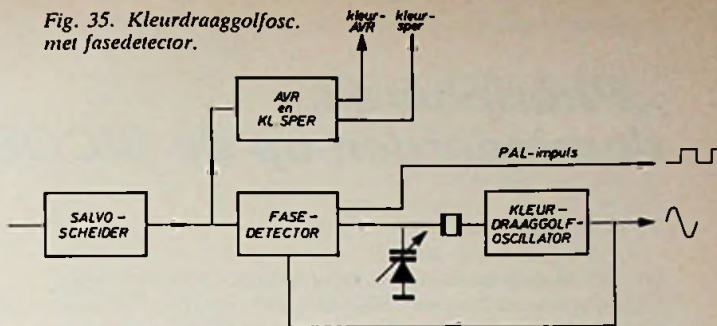 Fig. 35. Kleurdraaggolfosc.
met fasedetector.
kleur-
AVR
kleur-
sper
AVR
en
KL. SPER
PAL-impuls
SALVO-
SCHEIDER
FASE-
DETECTOR
KLEUR-
DRAAGGOLF-
OSCILLATOR